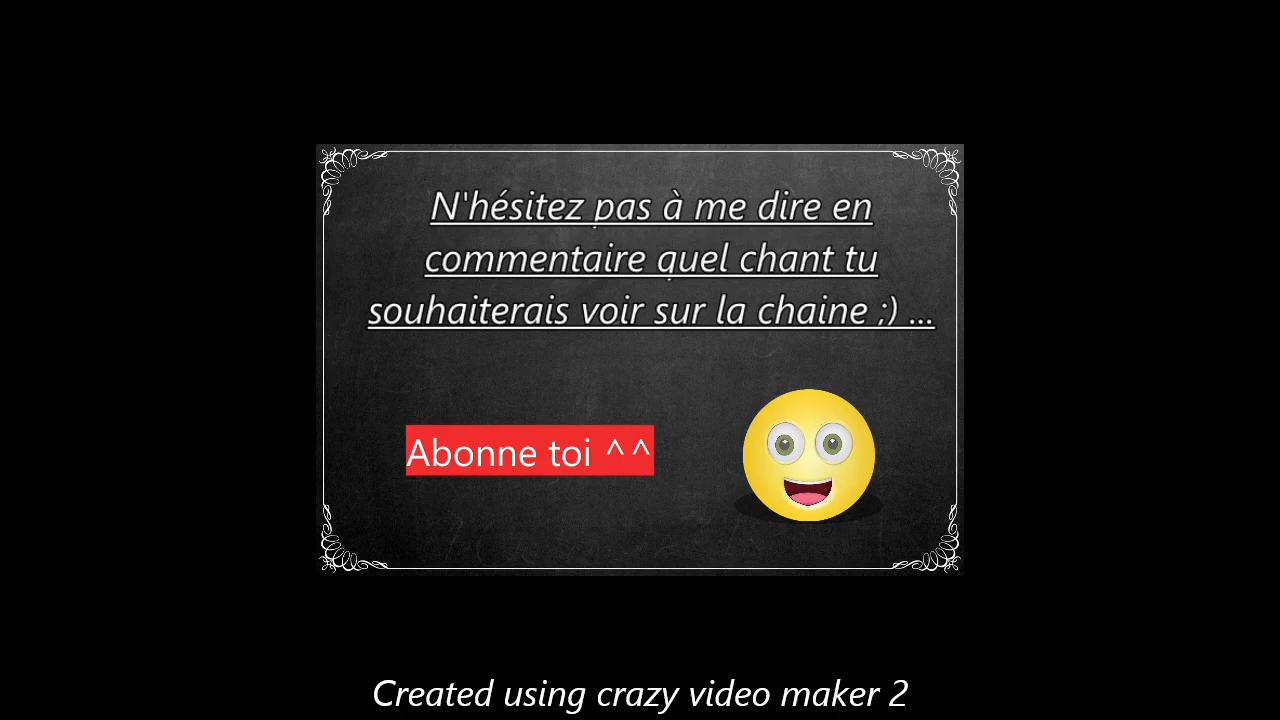 N'hésitez pas à me dire en
commentaire quel chant tu
souhaiterais voir sur la chaine ;) ...
Abonne toi ^^
Created using crazy video maker 2